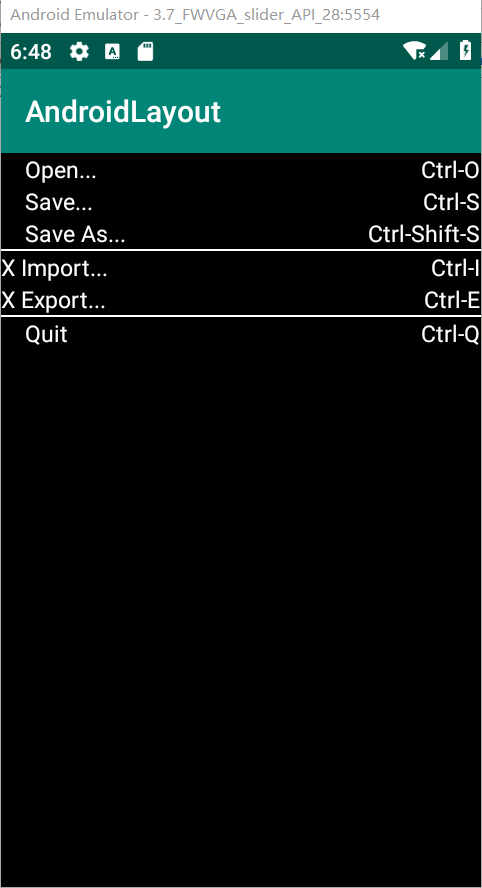 Android Emulator - 3.7_FWVGA_slider_API_28:5554
6:48 A
AndroidLayout
Open... Ctrl-O
Save... Ctrl-S
Save As... Ctrl-Shift-S
X Import... Ctrl-I
X Export... Ctrl-E
Quit Ctrl-Q